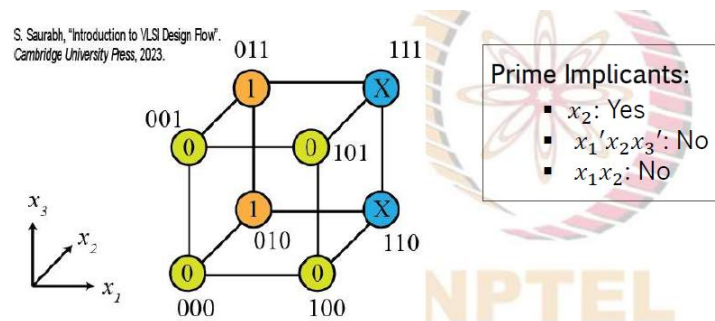 S. Saurabh, "Introduction to VLSI Design Flow".
Cambridge University Press, 2023.
011
111
1
X
001
0
0
101
1
X
010
110
0
0
000
100
x₃
x₂
x₁
Prime Implicants:
▪ x₂: Yes
▪ x₁'x₂x₃': No
▪ x₁x₂: No
NPTEL